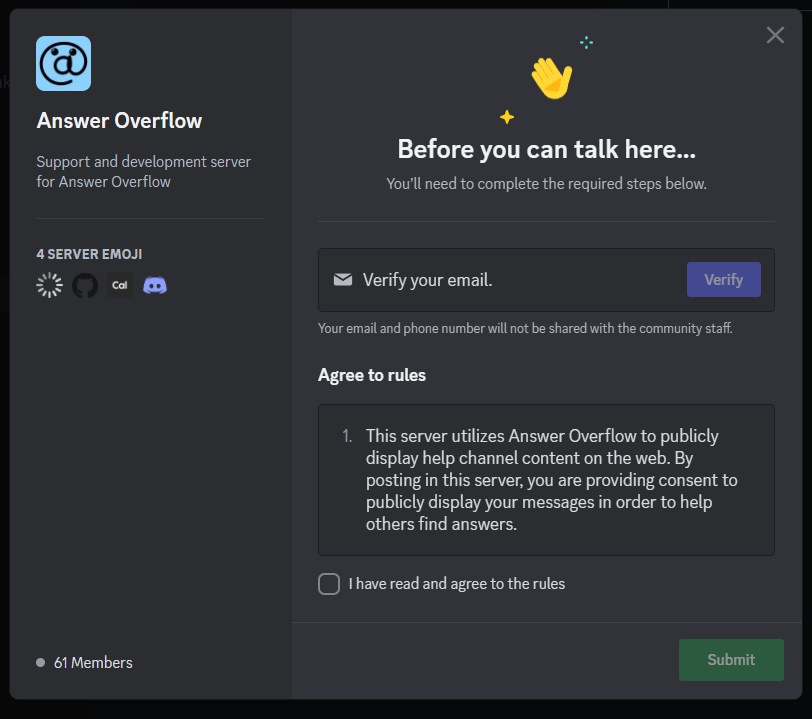 Answer Overflow
Support and development server
for Answer Overflow
4 SERVER EMOJI
Cal
61 Members
Before you can talk here...
You'll need to complete the required steps below.
Verify your email.
Verify
Your email and phone number will not be shared with the community staff.
Agree to rules
1. This server utilizes Answer Overflow to publicly
display help channel content on the web. By
posting in this server, you are providing consent to
publicly display your messages in order to help
others find answers.
I have read and agree to the rules
Submit